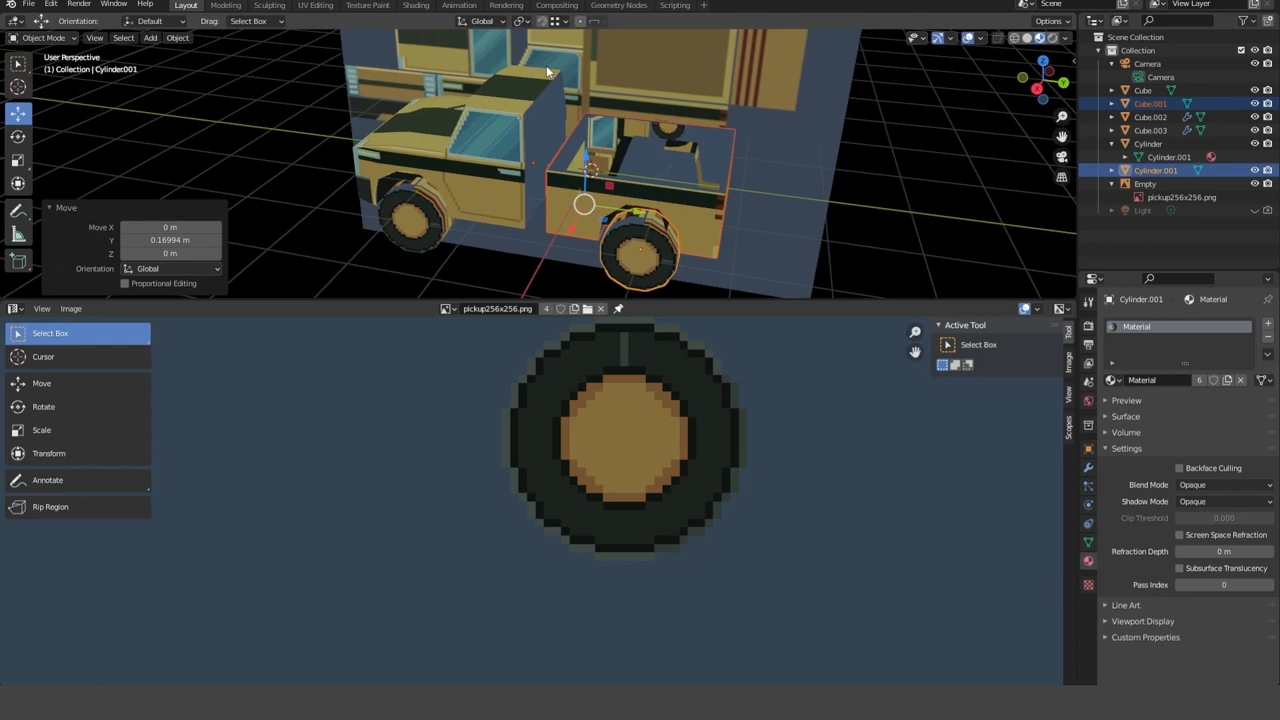 File Edit Render Window Help Layout Modeling Sculpting UV Editing Texture Paint Shading Animation Rendering Compositing Geometry Nodes Scripting + Scene View Layer
Orientation: Default Drag: Select Box Global Options
Object Mode View Select Add Object
User Perspective
(1) Collection | Cylinder.001
Scene Collection
Collection
Camera
Camera
Cube
Cube.001
Cube.002
Cube.003
Cylinder
Cylinder.001
Cylinder.001
Empty
pickup256x256.png
Light
X
Y
Z
Move
Move X 0 m
Y 0.16994 m
Z 0 m
Orientation Global
Proportional Editing
View Image pickup256x256.png 4
Select Box
Cursor
Move
Rotate
Scale
Transform
Annotate
Rip Region
Active Tool
Select Box
Tool
Image
View
Scopes
Cylinder.001 Material
Material
Material 6
Preview
Surface
Volume
Settings
Backface Culling
Blend Mode Opaque
Shadow Mode Opaque
Clip Threshold 0.000
Screen Space Refraction
Refraction Depth 0 m
Subsurface Translucency
Pass Index 0
Line Art
Viewport Display
Custom Properties